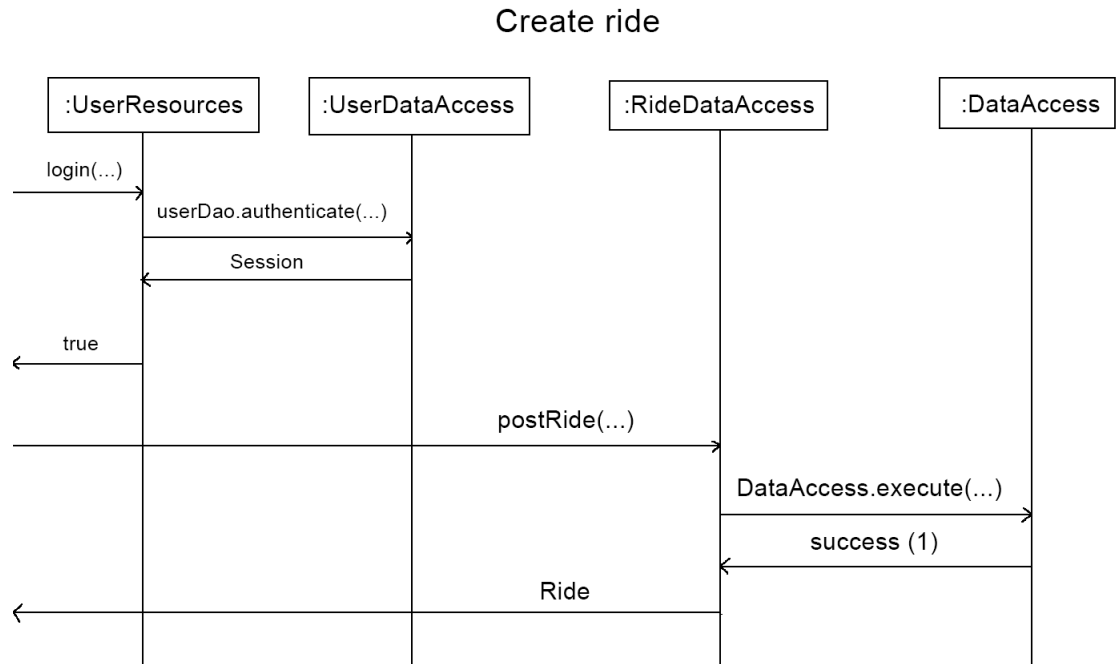 Create ride
:UserResources
:UserDataAccess
:RideDataAccess
:DataAccess
login(...)
userDao.authenticate(...)
Session
true
postRide(...)
DataAccess.execute(...)
success (1)
Ride